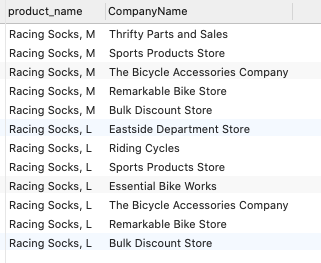 product_name CompanyName
Racing Socks, M Thrifty Parts and Sales
Racing Socks, M Sports Products Store
Racing Socks, M The Bicycle Accessories Company
Racing Socks, M Remarkable Bike Store
Racing Socks, M Bulk Discount Store
Racing Socks, L Eastside Department Store
Racing Socks, L Riding Cycles
Racing Socks, L Sports Products Store
Racing Socks, L Essential Bike Works
Racing Socks, L The Bicycle Accessories Company
Racing Socks, L Remarkable Bike Store
Racing Socks, L Bulk Discount Store